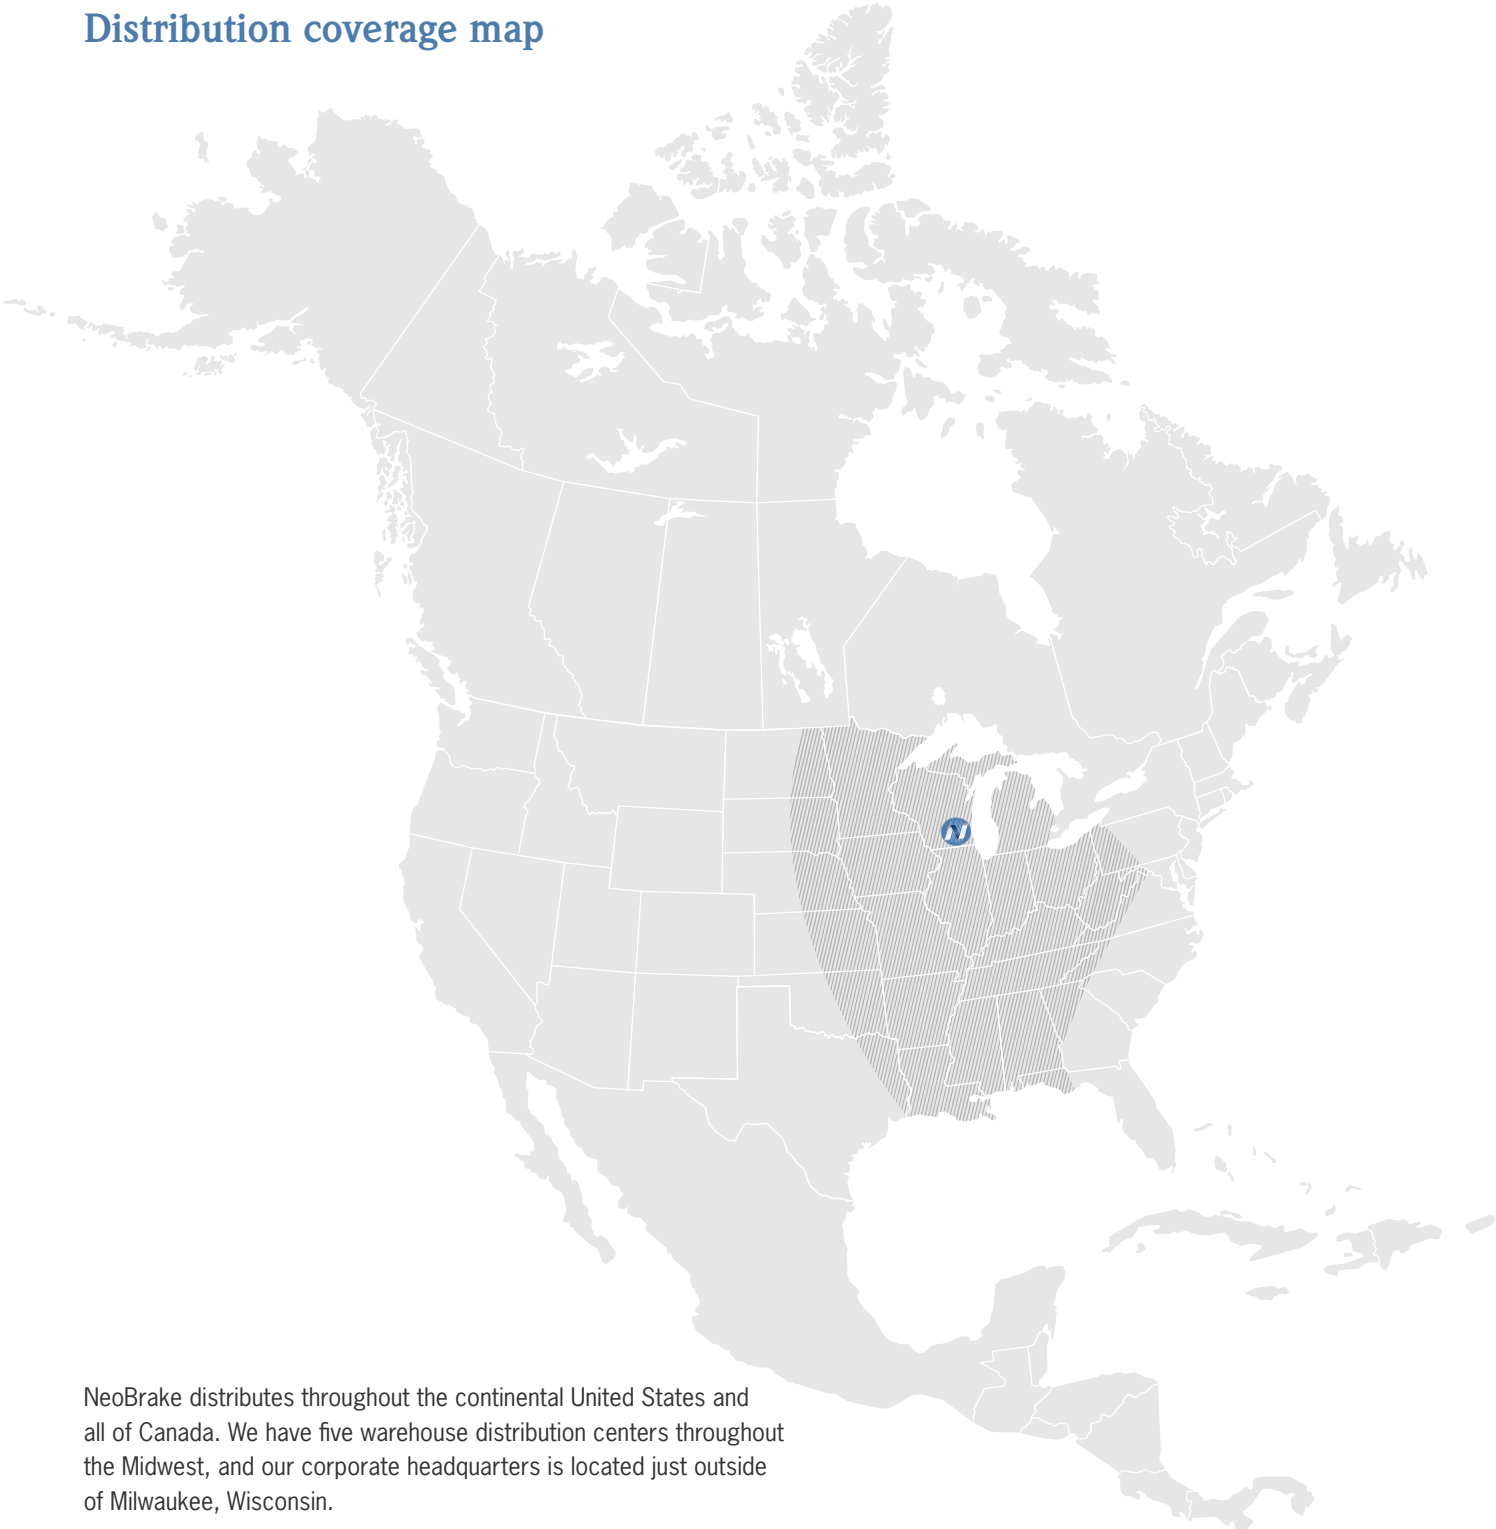 Distribution coverage map
N
NeoBrake distributes throughout the continental United States and
all of Canada. We have five warehouse distribution centers throughout
the Midwest, and our corporate headquarters is located just outside
of Milwaukee, Wisconsin.